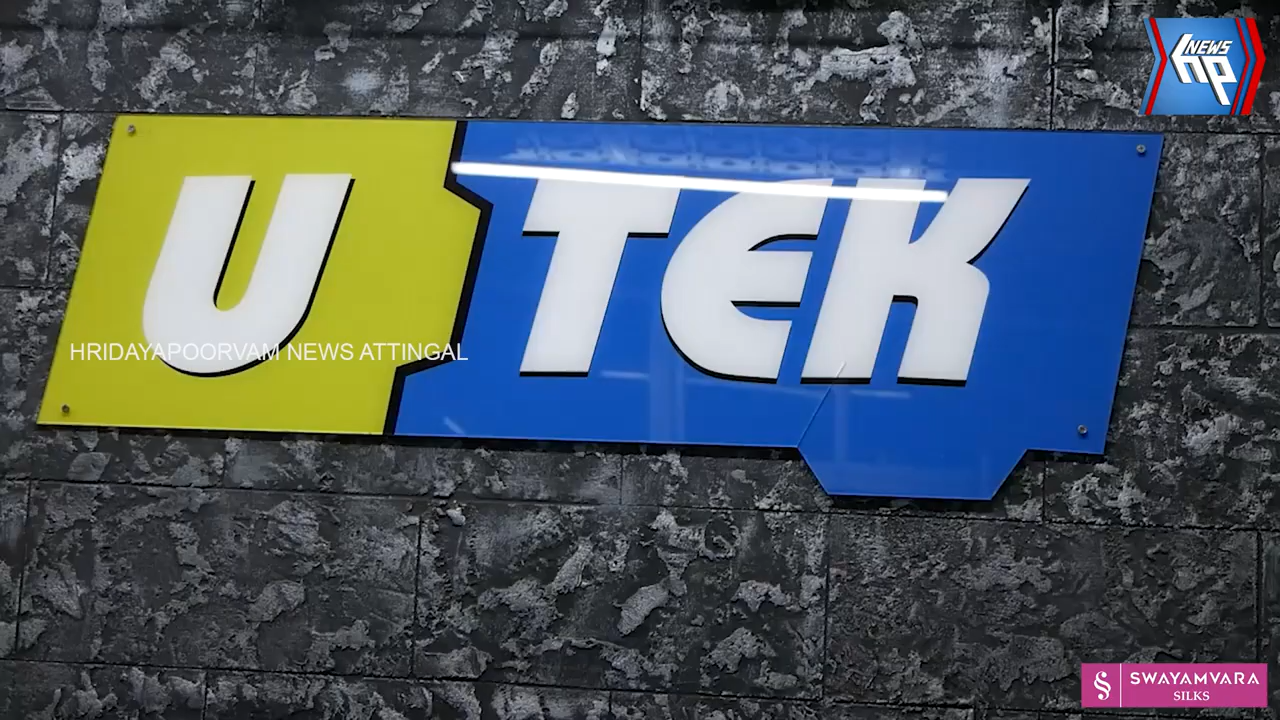 NEWS
hp
U TEK
HRIDAYAPOORVAM NEWS ATTINGAL
SWAYAMVARA
SILKS